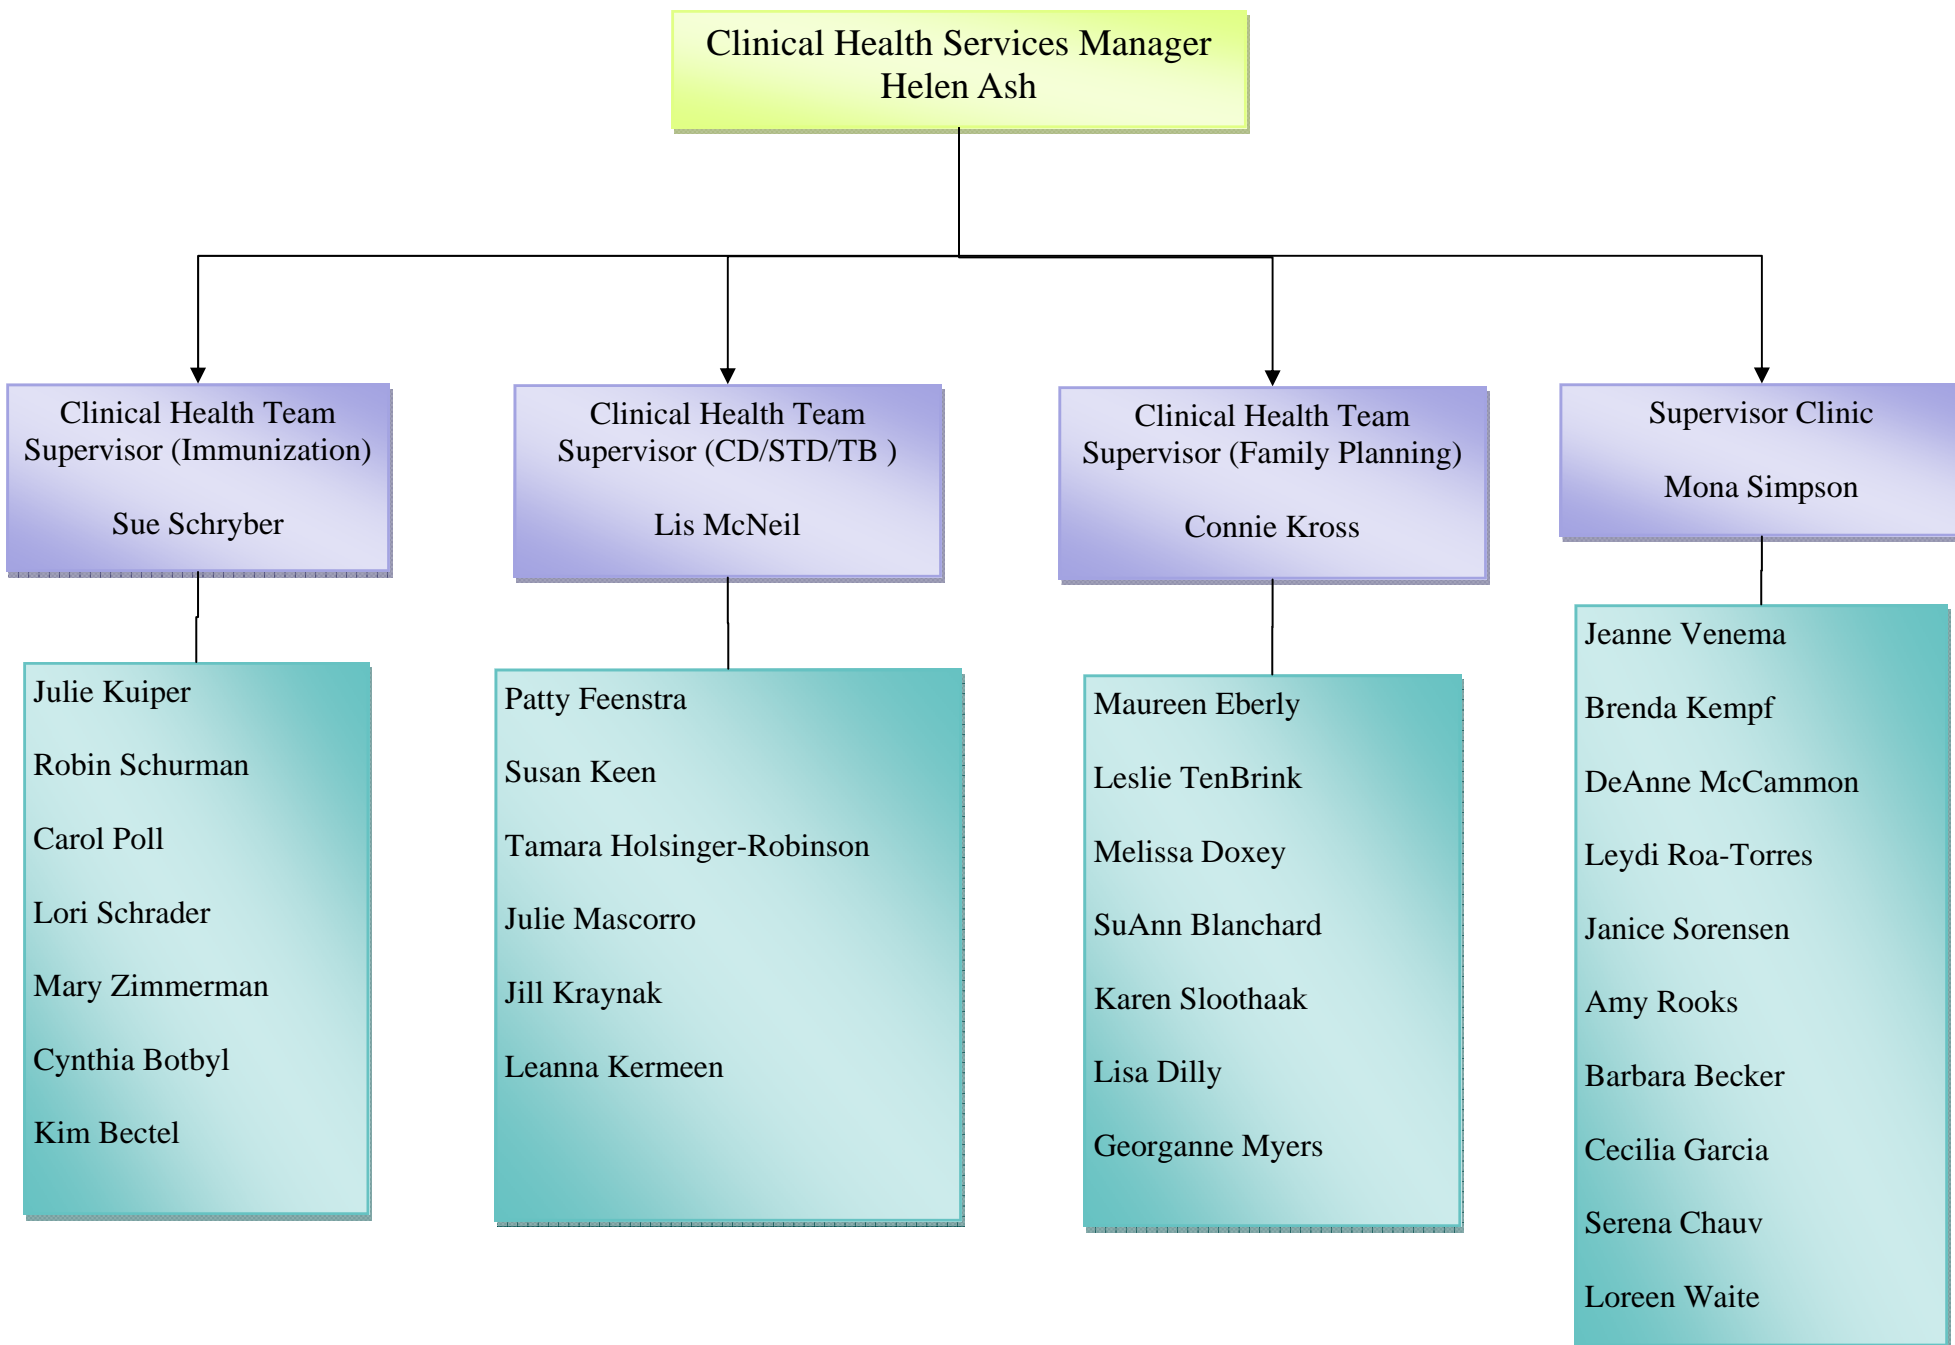 Clinical Health Services Manager
Helen Ash
Clinical Health Team
Supervisor (Immunization)
Sue Schryber
Clinical Health Team
Supervisor (CD/STD/TB )
Lis McNeil
Clinical Health Team
Supervisor (Family Planning)
Connie Kross
Supervisor Clinic
Mona Simpson
Julie Kuiper
Robin Schurman
Carol Poll
Lori Schrader
Mary Zimmerman
Cynthia Botbyl
Kim Bectel
Patty Feenstra
Susan Keen
Tamara Holsinger-Robinson
Julie Mascorro
Jill Kraynak
Leanna Kermeen
Maureen Eberly
Leslie TenBrink
Melissa Doxey
SuAnn Blanchard
Karen Sloothaak
Lisa Dilly
Georganne Myers
Jeanne Venema
Brenda Kempf
DeAnne McCammon
Leydi Roa-Torres
Janice Sorensen
Amy Rooks
Barbara Becker
Cecilia Garcia
Serena Chauv
Loreen Waite